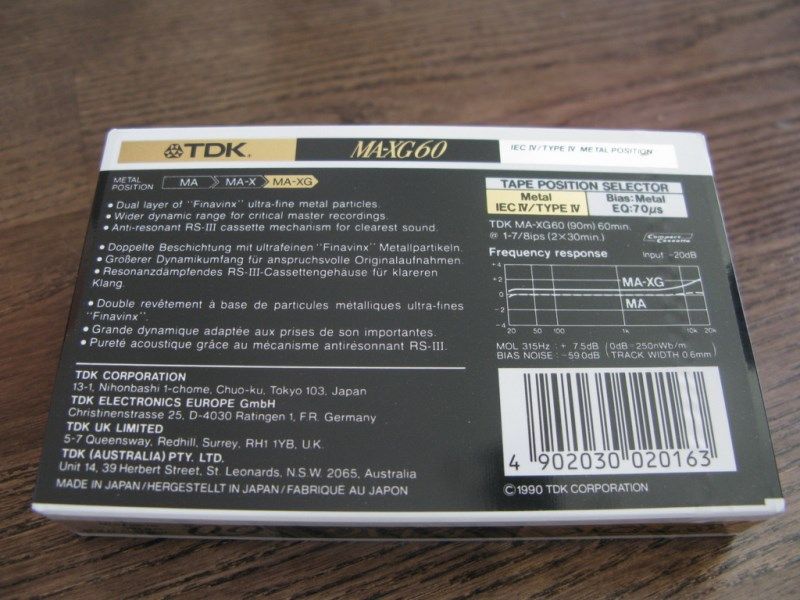 TDK.
MA-XG60
IEC IV/TYPE IV METAL POSITION
METAL POSITION
MA
MA-X
MA-XG
• Dual layer of "Finavinx" ultra-fine metal particles.
• Wider dynamic range for critical master recordings.
• Anti-resonant RS-III cassette mechanism for clearest sound.
• Doppelte Beschichtung mit ultrafeinen "Finavinx" Metallpartikeln.
• Großerer Dynamikumfang für anspruchsvolle Originalaufnahmen.
• Resonanzdämpfendes RS-III-Cassettengehäuse für klareren
Klang.
• Double revêtement à base de particules métalliques ultra-fines
"Finavinx".
• Grande dynamique adaptée aux prises de son importantes.
• Pureté acoustique grâce au mécanisme antirésonnant RS-III.
TDK CORPORATION
13-1, Nihonbashi 1-chome, Chuo-ku, Tokyo 103, Japan
TDK ELECTRONICS EUROPE GmbH
Christinenstrasse 25, D-4030 Ratingen 1, F.R. Germany
TDK UK LIMITED
5-7 Queensway, Redhill, Surrey, RH1 1YB, U.K.
TDK (AUSTRALIA) PTY. LTD.
Unit 14, 39 Herbert Street, St. Leonards, N.S.W. 2065, Australia
MADE IN JAPAN/HERGESTELLT IN JAPAN/FABRIQUE AU JAPON
TAPE POSITION SELECTOR
Metal
IEC IV/TYPE IV
Bias: Metal
EQ: 70µs
TDK MA-XG60 (90m) 60min.
@ 1-7/8ips (2×30min.)
Compact Cassette
Frequency response
Input -20dB
+4
+2
0
-2
-4
MA-XG
MA
20 50 100 1k 10k 20k
MOL 315Hz : + 7.5dB (0dB=250nWb/m
BIAS NOISE : -59.0dB (TRACK WIDTH 0.6mm)
4 902030 020163
©1990 TDK CORPORATION